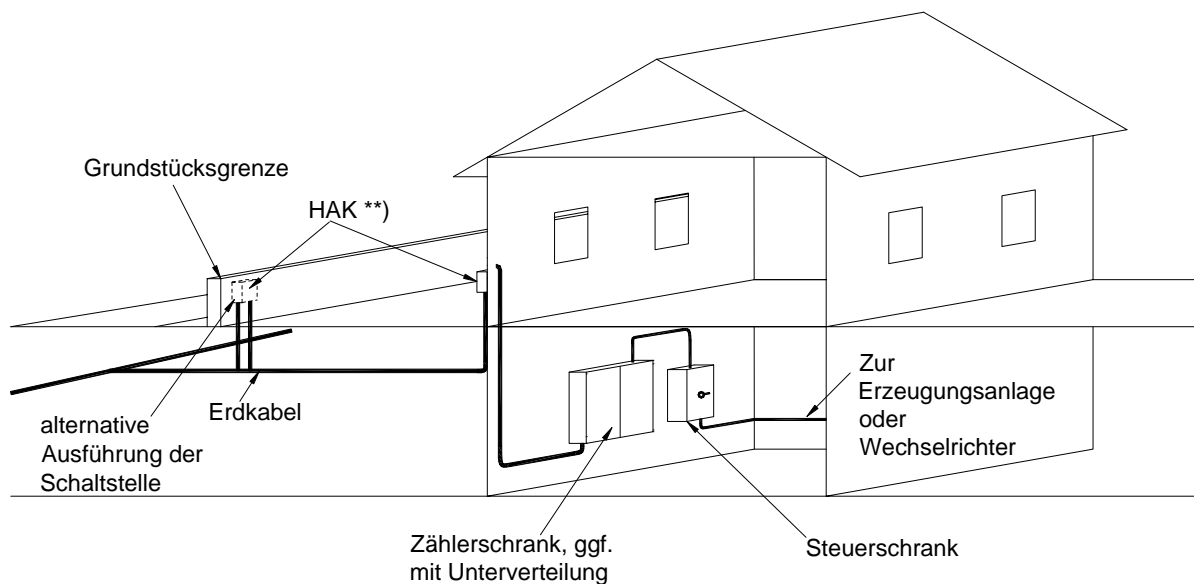 Grundstücksgrenze
HAK **)
alternative
Ausführung der
Schaltstelle
Erdkabel
Zur
Erzeugungsanlage
oder
Wechselrichter
Zählerschrank, ggf.
mit Unterverteilung
Steuerschrank